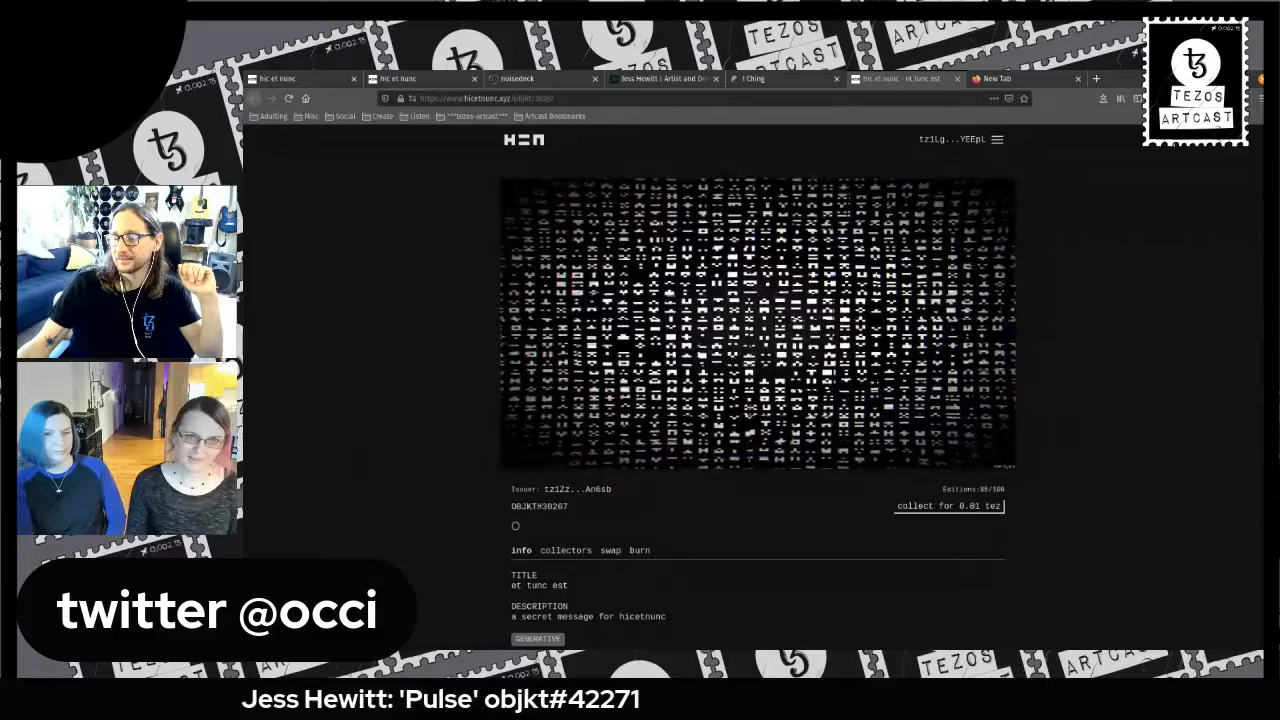 hic et nunc
hic et nunc
noisedeck
Jess Hewitt | Artist and De
I Ching
hic et nunc - et tunc est
New Tab
https://www.hicetnunc.xyz/objkt/30267
Adulting
Misc
Social
Create
Listen
***tezos-artcast***
Artcast Bookmarks
TEZOS
ARTCAST
tz1Lg...YEEpL
Issuer: tz1Zz...An6sb
Editions:85/100
OBJKT#30267
collect for 0.01 tez
info collectors swap burn
TITLE
et tunc est
DESCRIPTION
a secret message for hicetnunc
GENERATIVE
twitter @occi
Jess Hewitt: 'Pulse' objkt#42271